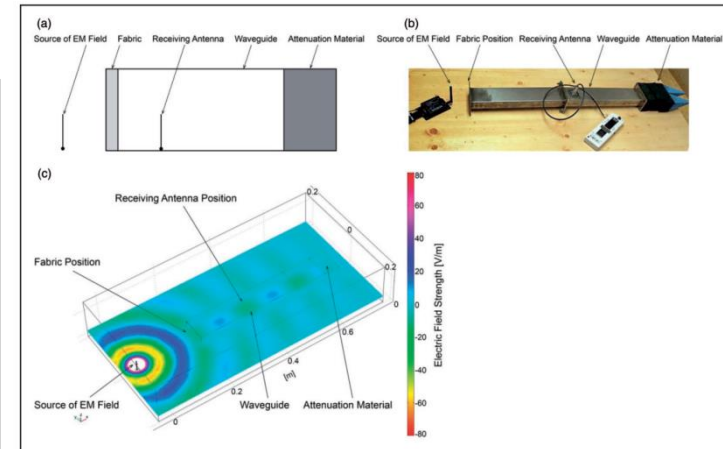 (a)
Source of EM Field Fabric Receiving Antenna Waveguide Attenuation Material
(b)
Source of EM Field Fabric Position Receiving Antenna Waveguide Attenuation Material
(c)
Receiving Antenna Position
Fabric Position
Source of EM Field
Waveguide
Attenuation Material
0.2
0
0.2
0
0.6
0.4
[m]
0.2
0
80
60
40
20
0
-20
-40
-60
-80
Electric Field Strength [V/m]